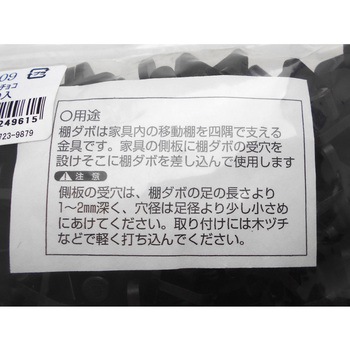 09
チョコ
入
249615
723-9879
〇用途
棚ダボは家具内の移動棚を四隅で支える
金具です。家具の側板に棚ダボの受穴を
設けそこに棚ダボを差し込んで使用します
注意
側板の受穴は、棚ダボの足の長さより
1～2mm深く、穴径は足径より少し小さめ
にあけてください。取り付けには木ヅチ
などで軽く打ち込んでください。